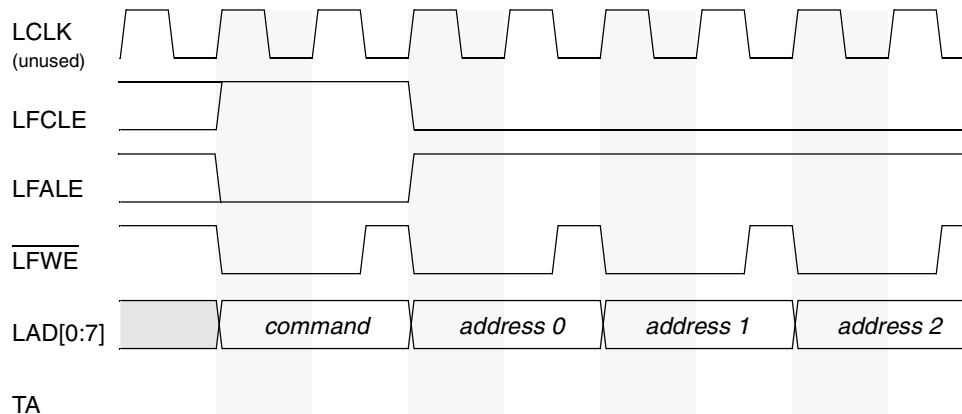 LCLK
(unused)
LFCLE
LFALE
LFWE
LAD[0:7] command address 0 address 1 address 2
TA